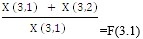 X (3,1) + X (3,2)
X (3,1)
=F(3.1)